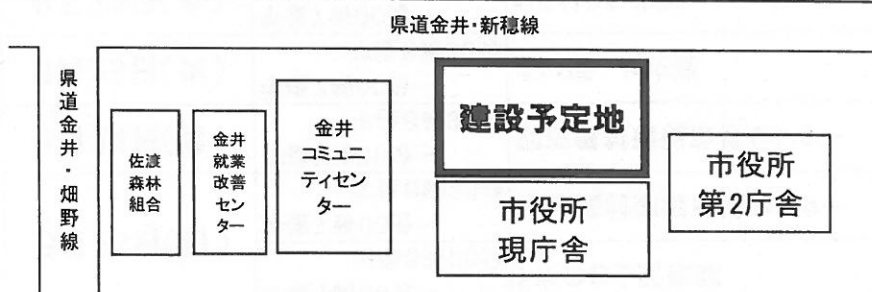 県道金井・新穂線
県道金井・畑野線
佐渡
森林
組合
金井
就業
改善
セン
ター
金井
コミュニ
ティセン
ター
建設予定地
市役所
現庁舎
市役所
第2庁舎